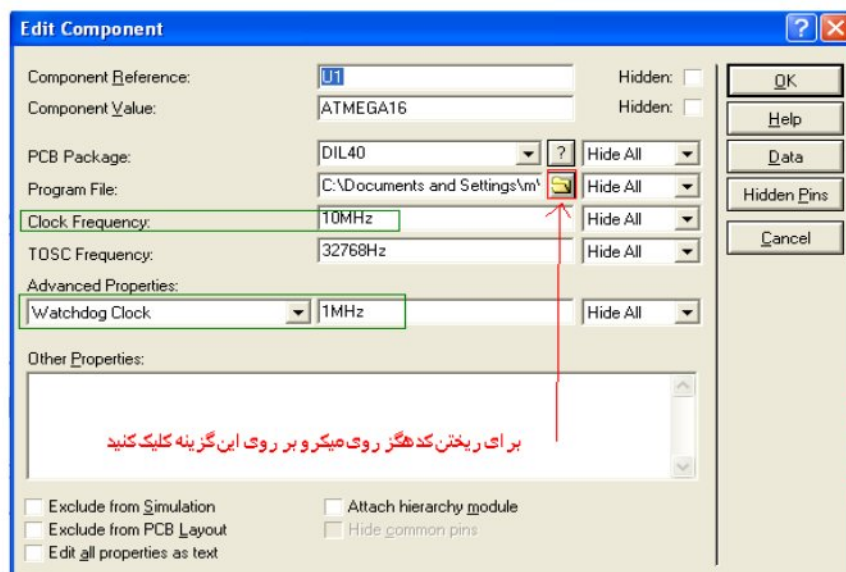 Edit Component
Component Reference: U1 Hidden:
Component Value: ATMEGA16 Hidden:
PCB Package: DIL40 ? Hide All
Program File: C:\Documents and Settings\m\ Hide All
Clock Frequency: 10MHz Hide All
TOSC Frequency: 32768Hz Hide All
Advanced Properties:
Watchdog Clock 1MHz Hide All
Other Properties:
برای ریختن کد هگز روی میکرو بر روی این گزینه کلیک کنید
Exclude from Simulation Attach hierarchy module
Exclude from PCB Layout Hide common pins
Edit all properties as text
OK
Help
Data
Hidden Pins
Cancel